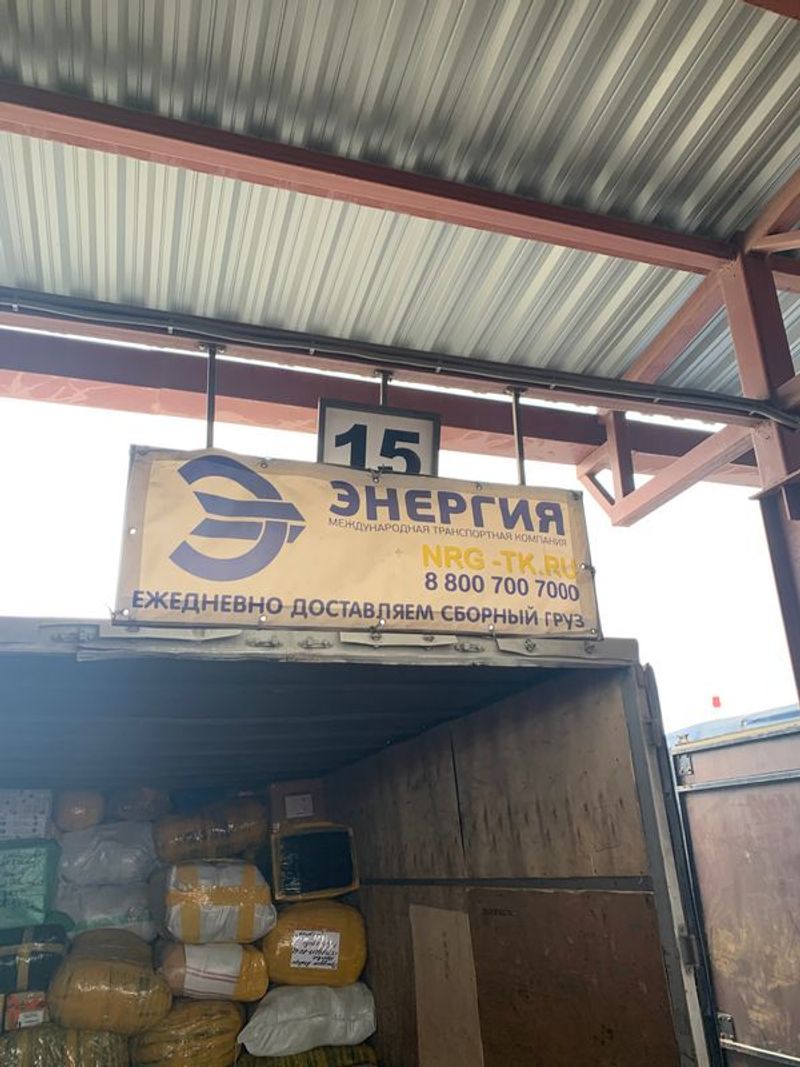 15
ЭНЕРГИЯ
МЕЖДУНАРОДНАЯ ТРАНСПОРТНАЯ КОМПАНИЯ
NRG -TK.RU
8 800 700 7000
ЕЖЕДНЕВНО ДОСТАВЛЯЕМ СБОРНЫЙ ГРУЗ